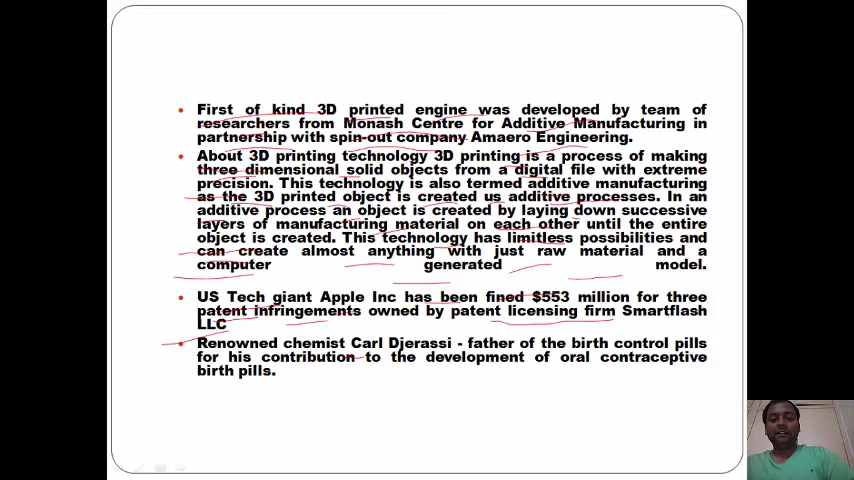 First of kind 3D printed engine was developed by team of
researchers from Monash Centre for Additive Manufacturing in
partnership with spin-out company Amaero Engineering.
About 3D printing technology 3D printing is a process of making
three dimensional solid objects from a digital file with extreme
precision. This technology is also termed additive manufacturing
as the 3D printed object is created us additive processes. In an
additive process an object is created by laying down successive
layers of manufacturing material on each other until the entire
object is created. This technology has limitless possibilities and
can create almost anything with just raw material and a
computer generated model.
US Tech giant Apple Inc has been fined $553 million for three
patent infringements owned by patent licensing firm Smartflash
LLC
Renowned chemist Carl Djerassi - father of the birth control pills
for his contribution to the development of oral contraceptive
birth pills.